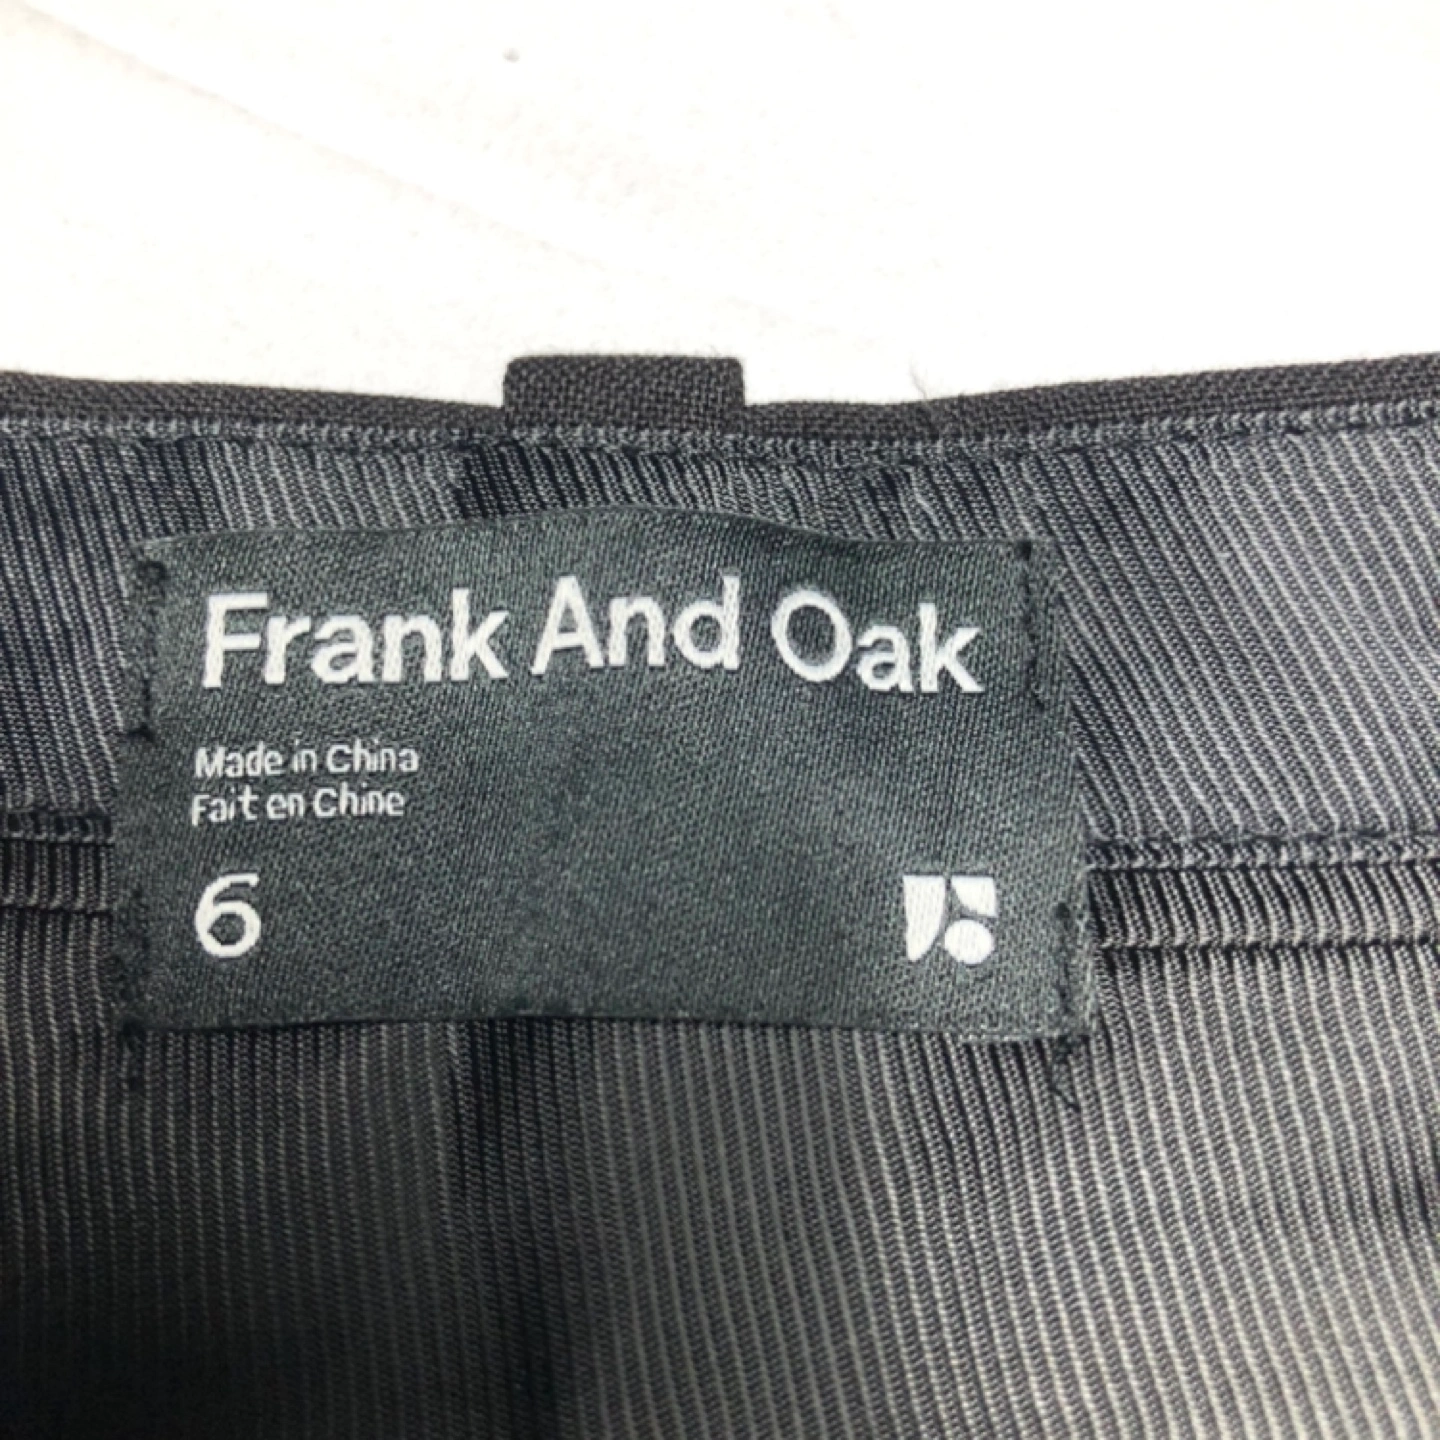 Frank And Oak
Made in China
Fait en Chine
6